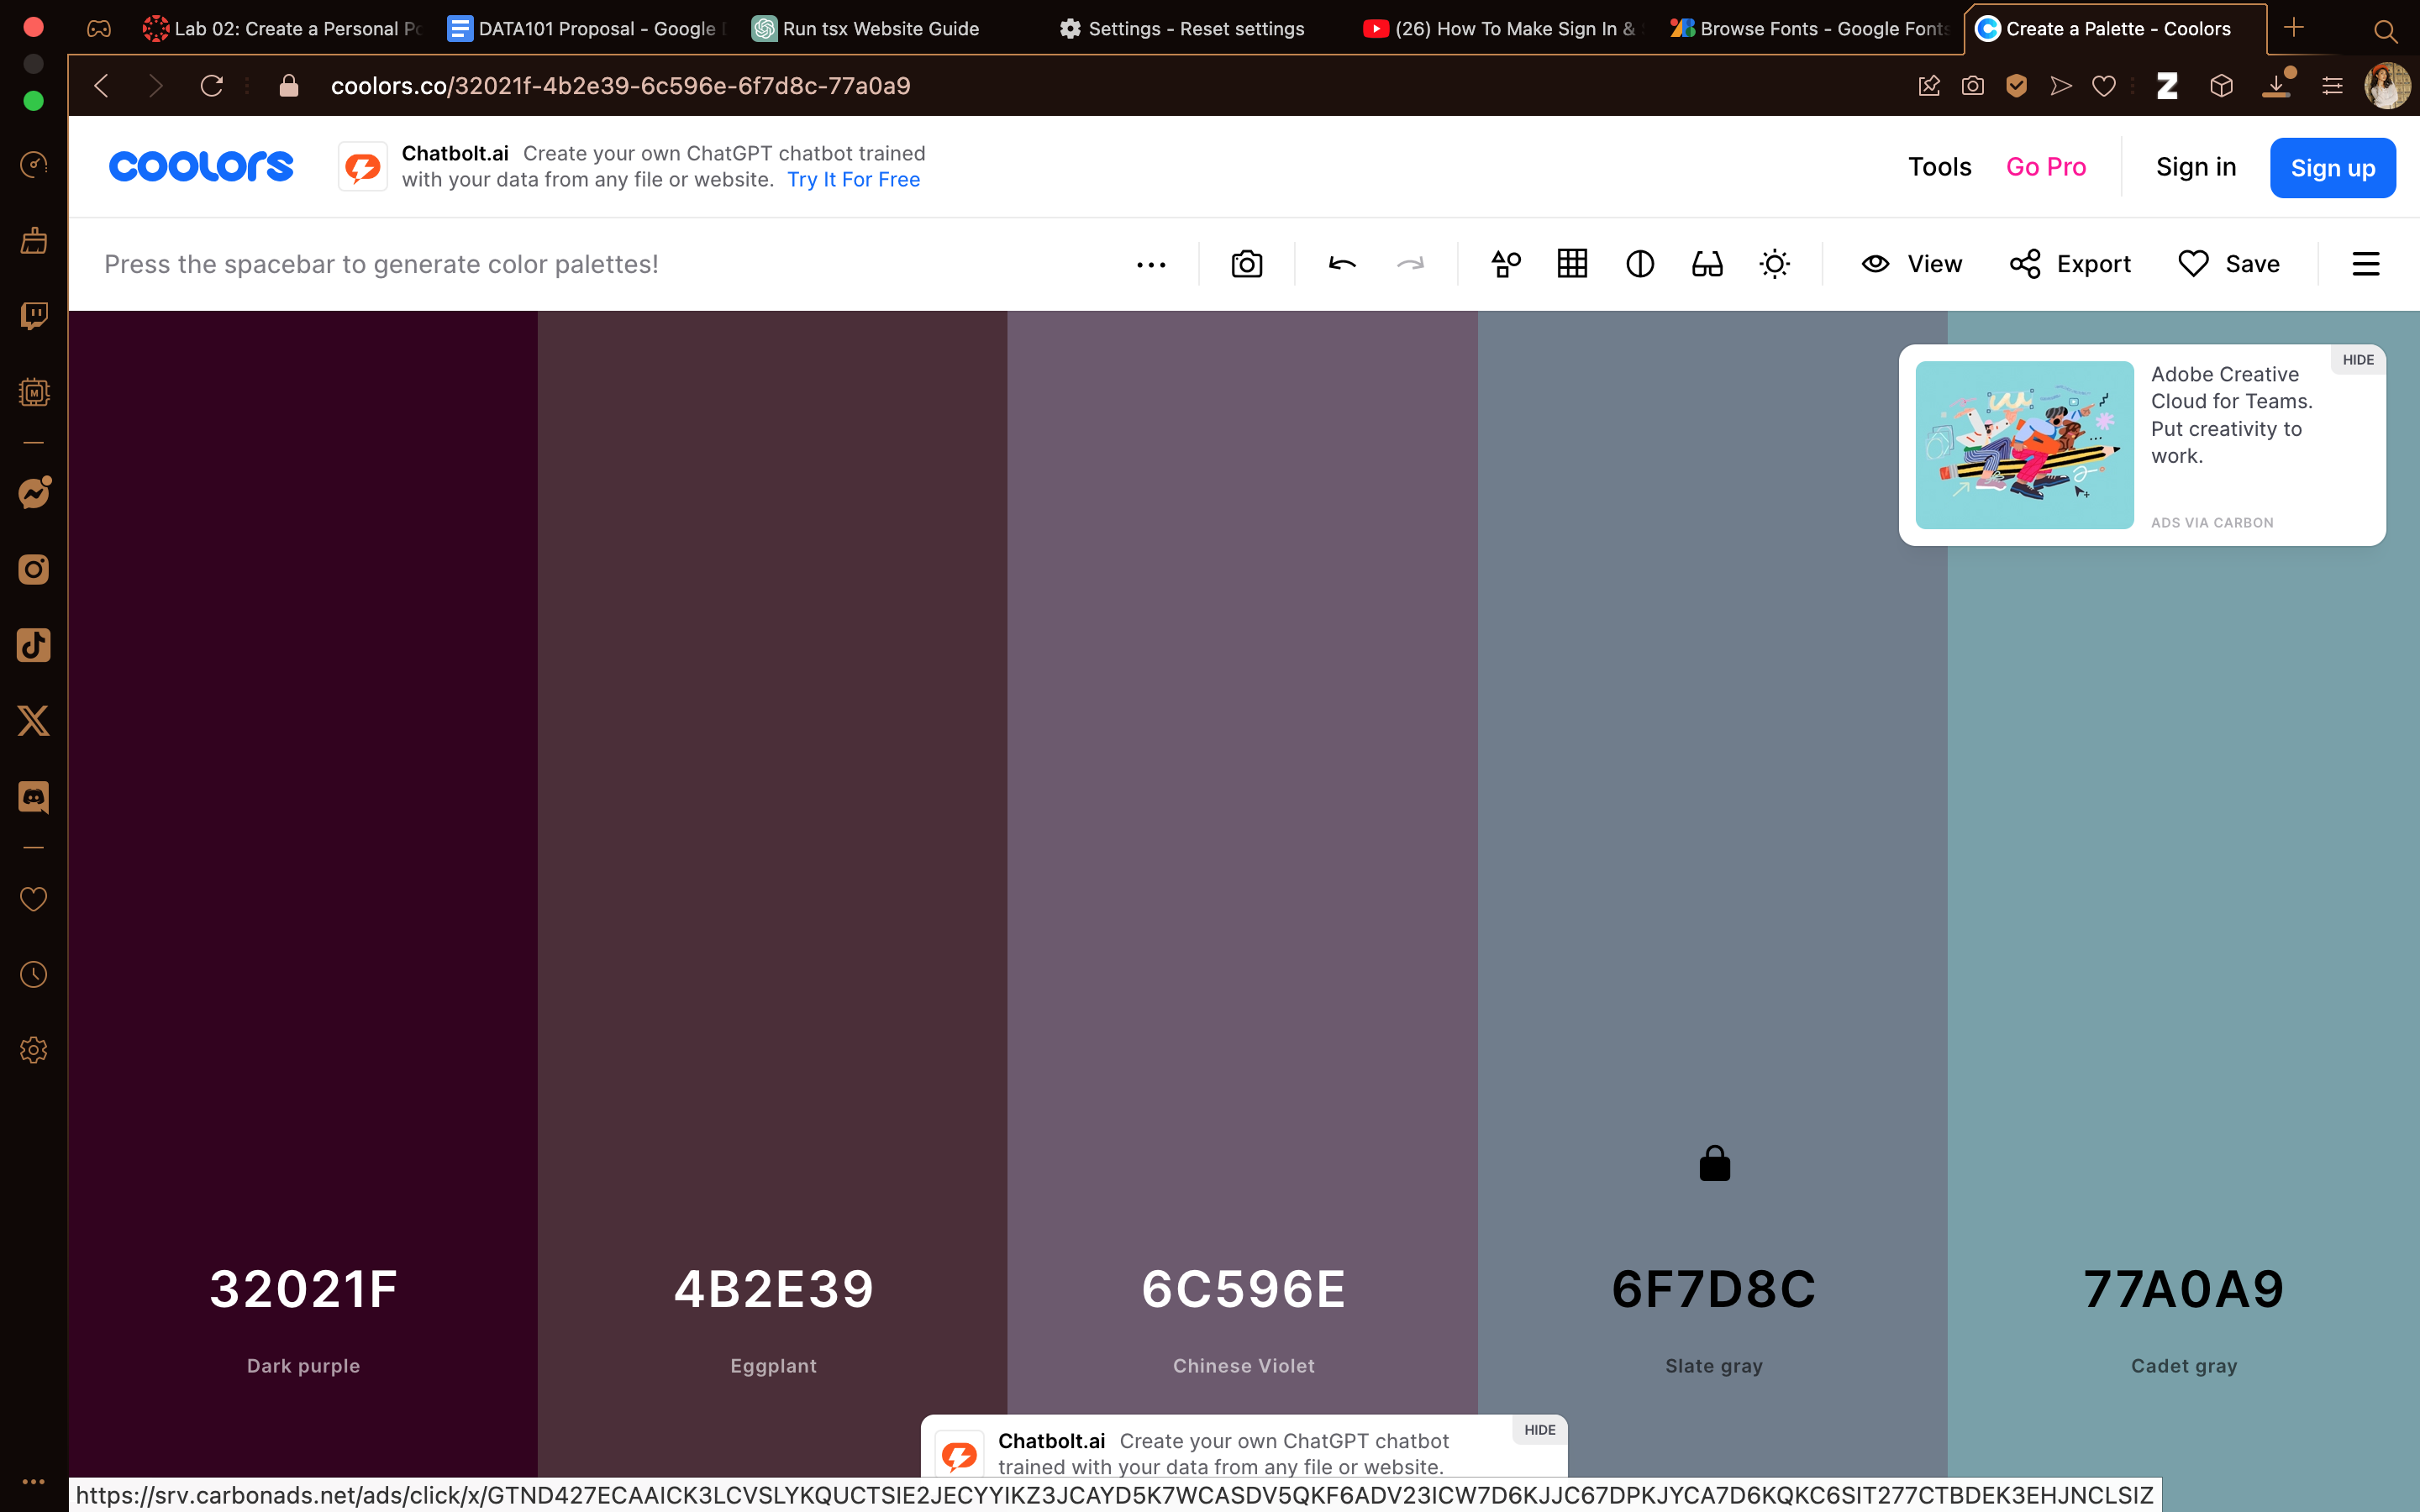 Lab 02: Create a Personal Po
DATA101 Proposal - Google
Run tsx Website Guide
Settings - Reset settings
(26) How To Make Sign In &
Browse Fonts - Google Fonts
Create a Palette - Coolors
coolors.co/32021f-4b2e39-6c596e-6f7d8c-77a0a9
coolors
Chatbolt.ai Create your own ChatGPT chatbot trained
with your data from any file or website. Try It For Free
Tools
Go Pro
Sign in
Sign up
Press the spacebar to generate color palettes!
View
Export
Save
HIDE
Adobe Creative
Cloud for Teams.
Put creativity to
work.
ADS VIA CARBON
32021F
4B2E39
6C596E
6F7D8C
77A0A9
Dark purple
Eggplant
Chinese Violet
Slate gray
Cadet gray
HIDE
Chatbolt.ai Create your own ChatGPT chatbot
trained with your data from any file or website.
https://srv.carbonads.net/ads/click/x/GTND427ECAAICK3LCVSLYKQUCTSIE2JECYYIKZ3JCAYD5K7WCASDV5QKF6ADV23ICW7D6KJJC67DPKJYCA7D6KQKC6SIT277CTBDEK3EHJNCLSIZ